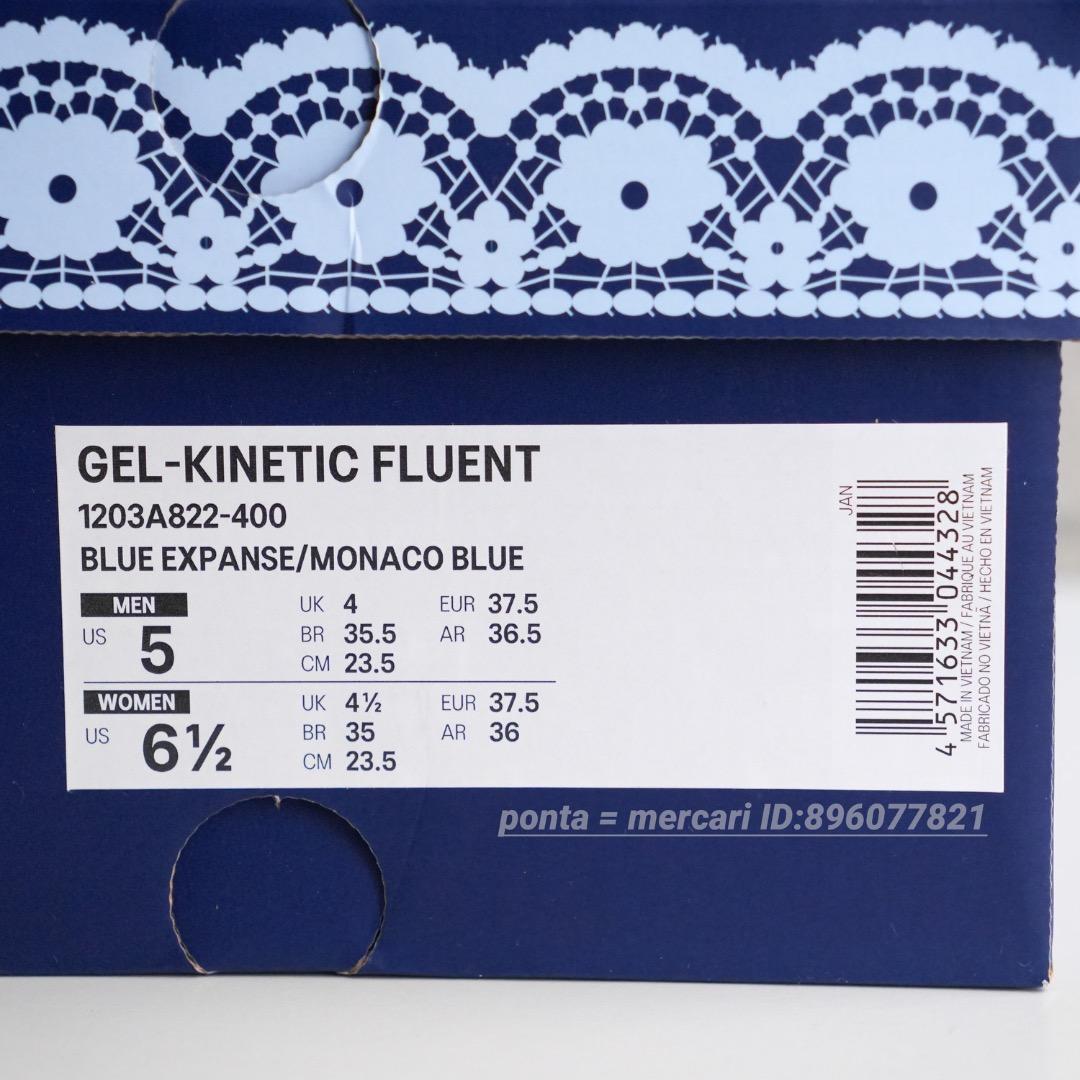 GEL-KINETIC FLUENT
1203A822-400
BLUE EXPANSE/MONACO BLUE
MEN
US 5
UK 4 EUR 37.5
BR 35.5 AR 36.5
CM 23.5
WOMEN
US 6½
UK 4½ EUR 37.5
BR 35 AR 36
CM 23.5
JAN
4 571633 044328
MADE IN VIETNAM / FABRIQUE AU VIETNAM
FABRICADO NO VIETNÃ / HECHO EN VIETNAM
ponta = mercari ID:896077821